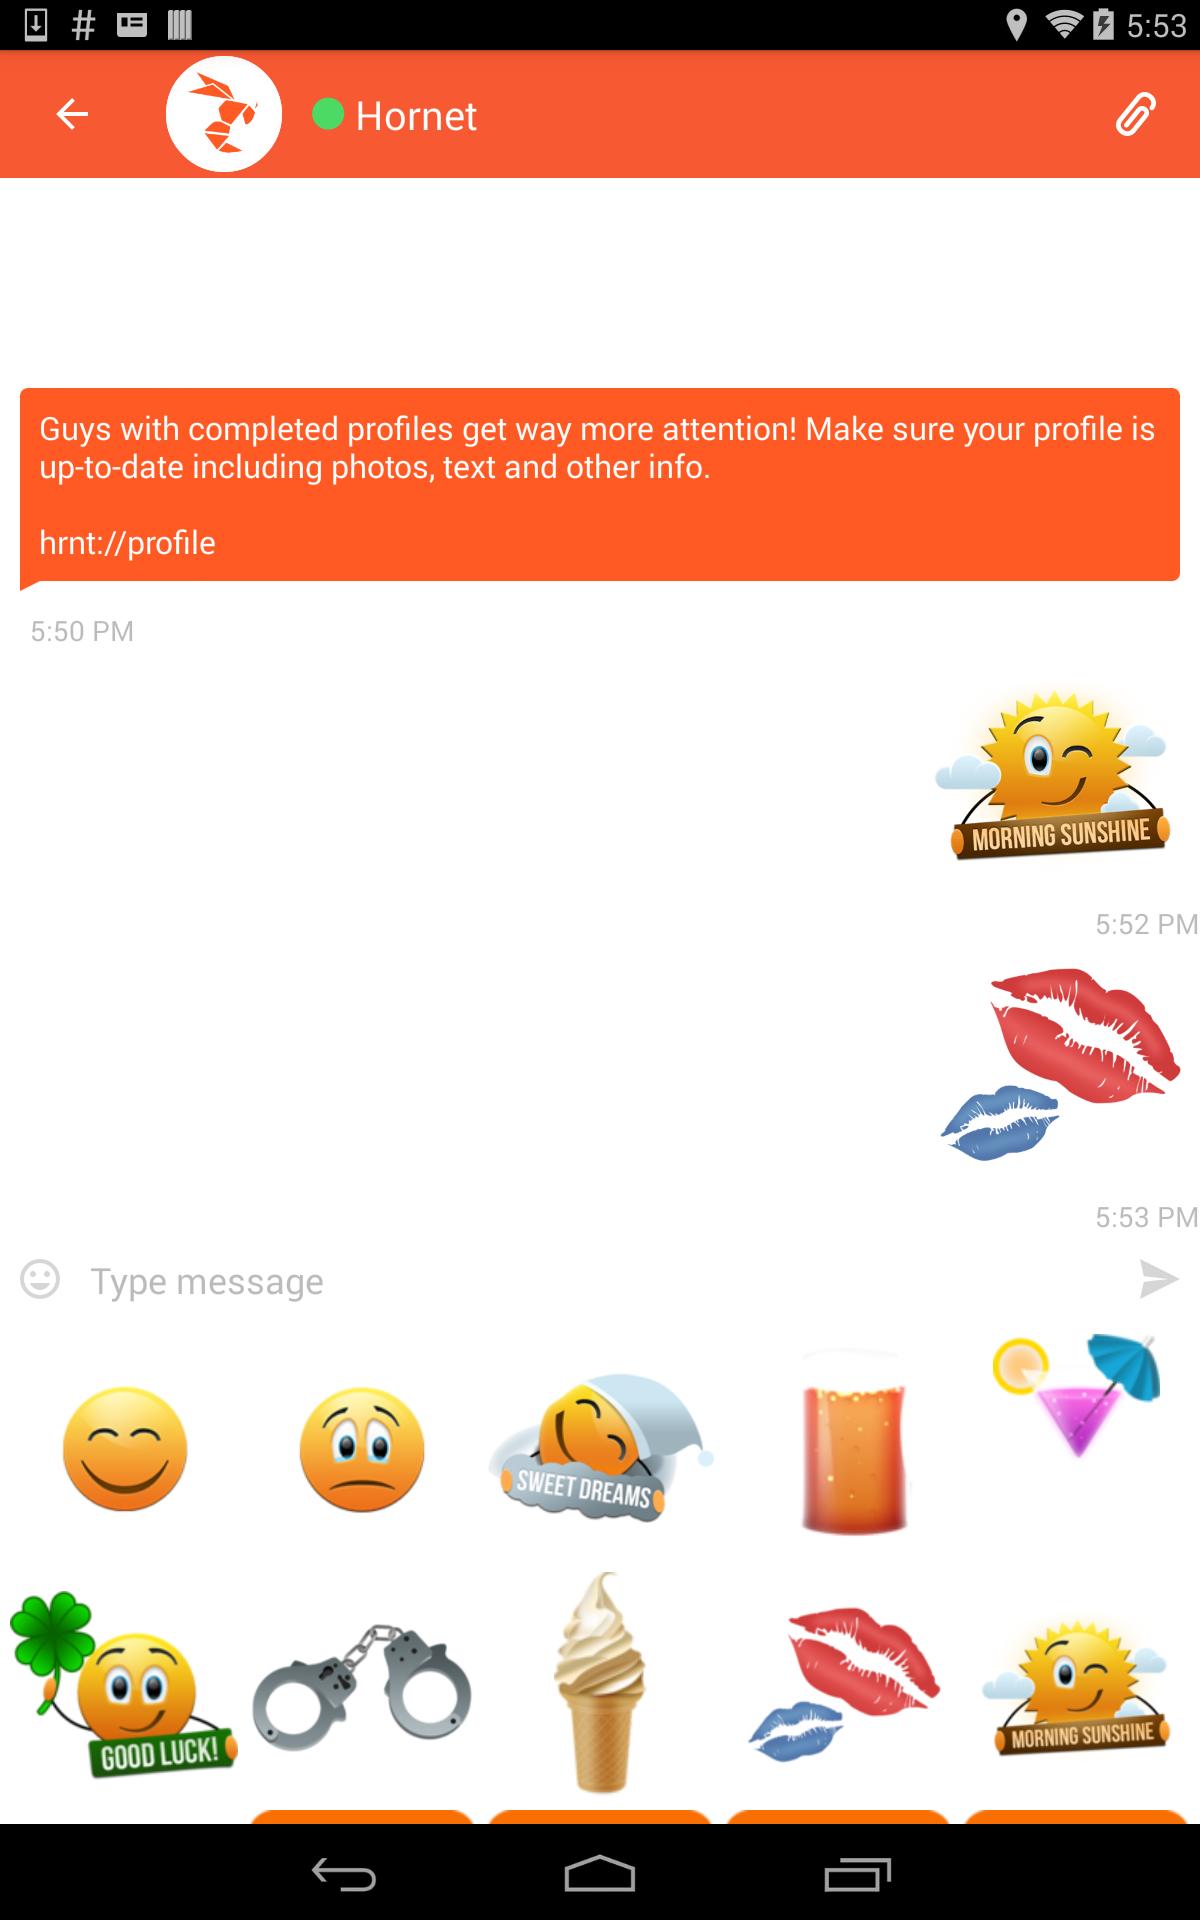 5:53
Hornet
Guys with completed profiles get way more attention! Make sure your profile is
up-to-date including photos, text and other info.
hrnt://profile
5:50 PM
MORNING SUNSHINE
5:52 PM
5:53 PM
Type message
SWEET DREAMS
GOOD LUCK!
MORNING SUNSHINE